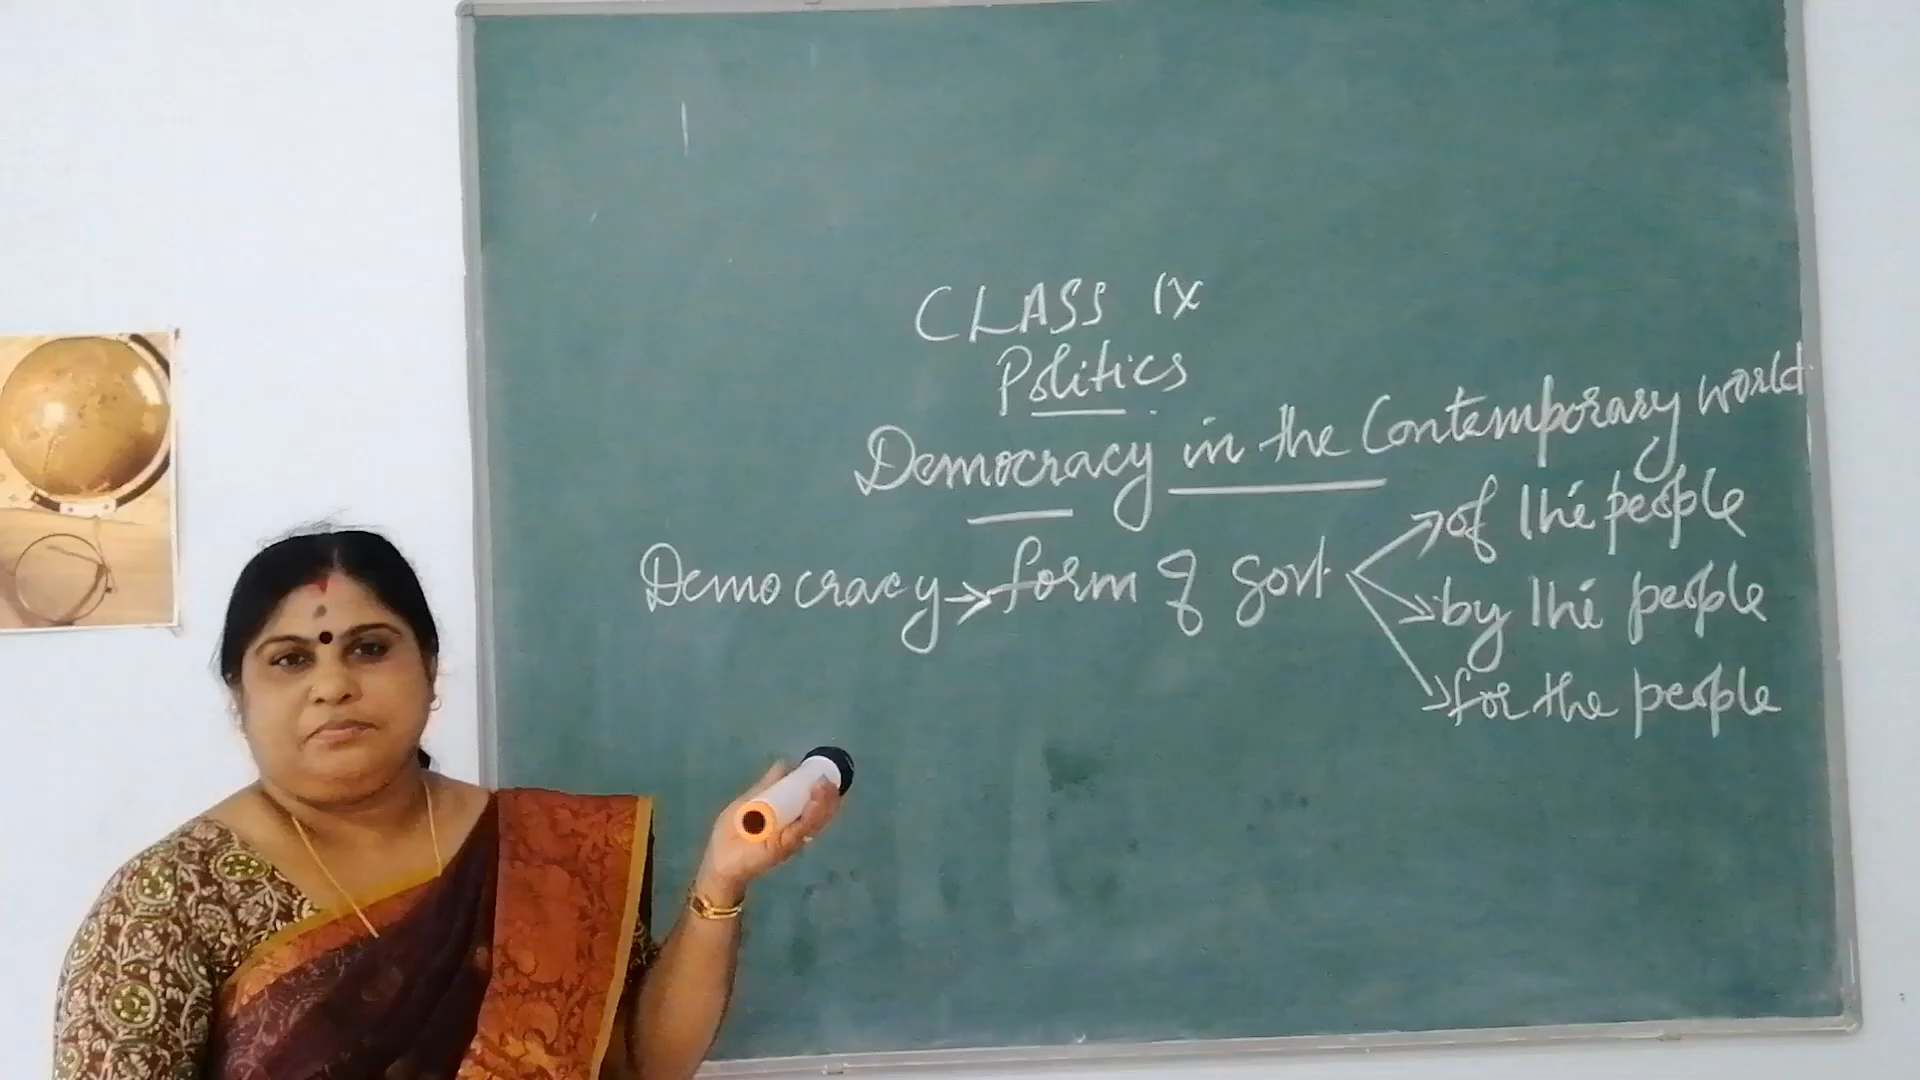 CLASS IX
Politics
Democracy in the Contemporary world
Democracy → form of govt → of the people
→ by the people
→ for the people